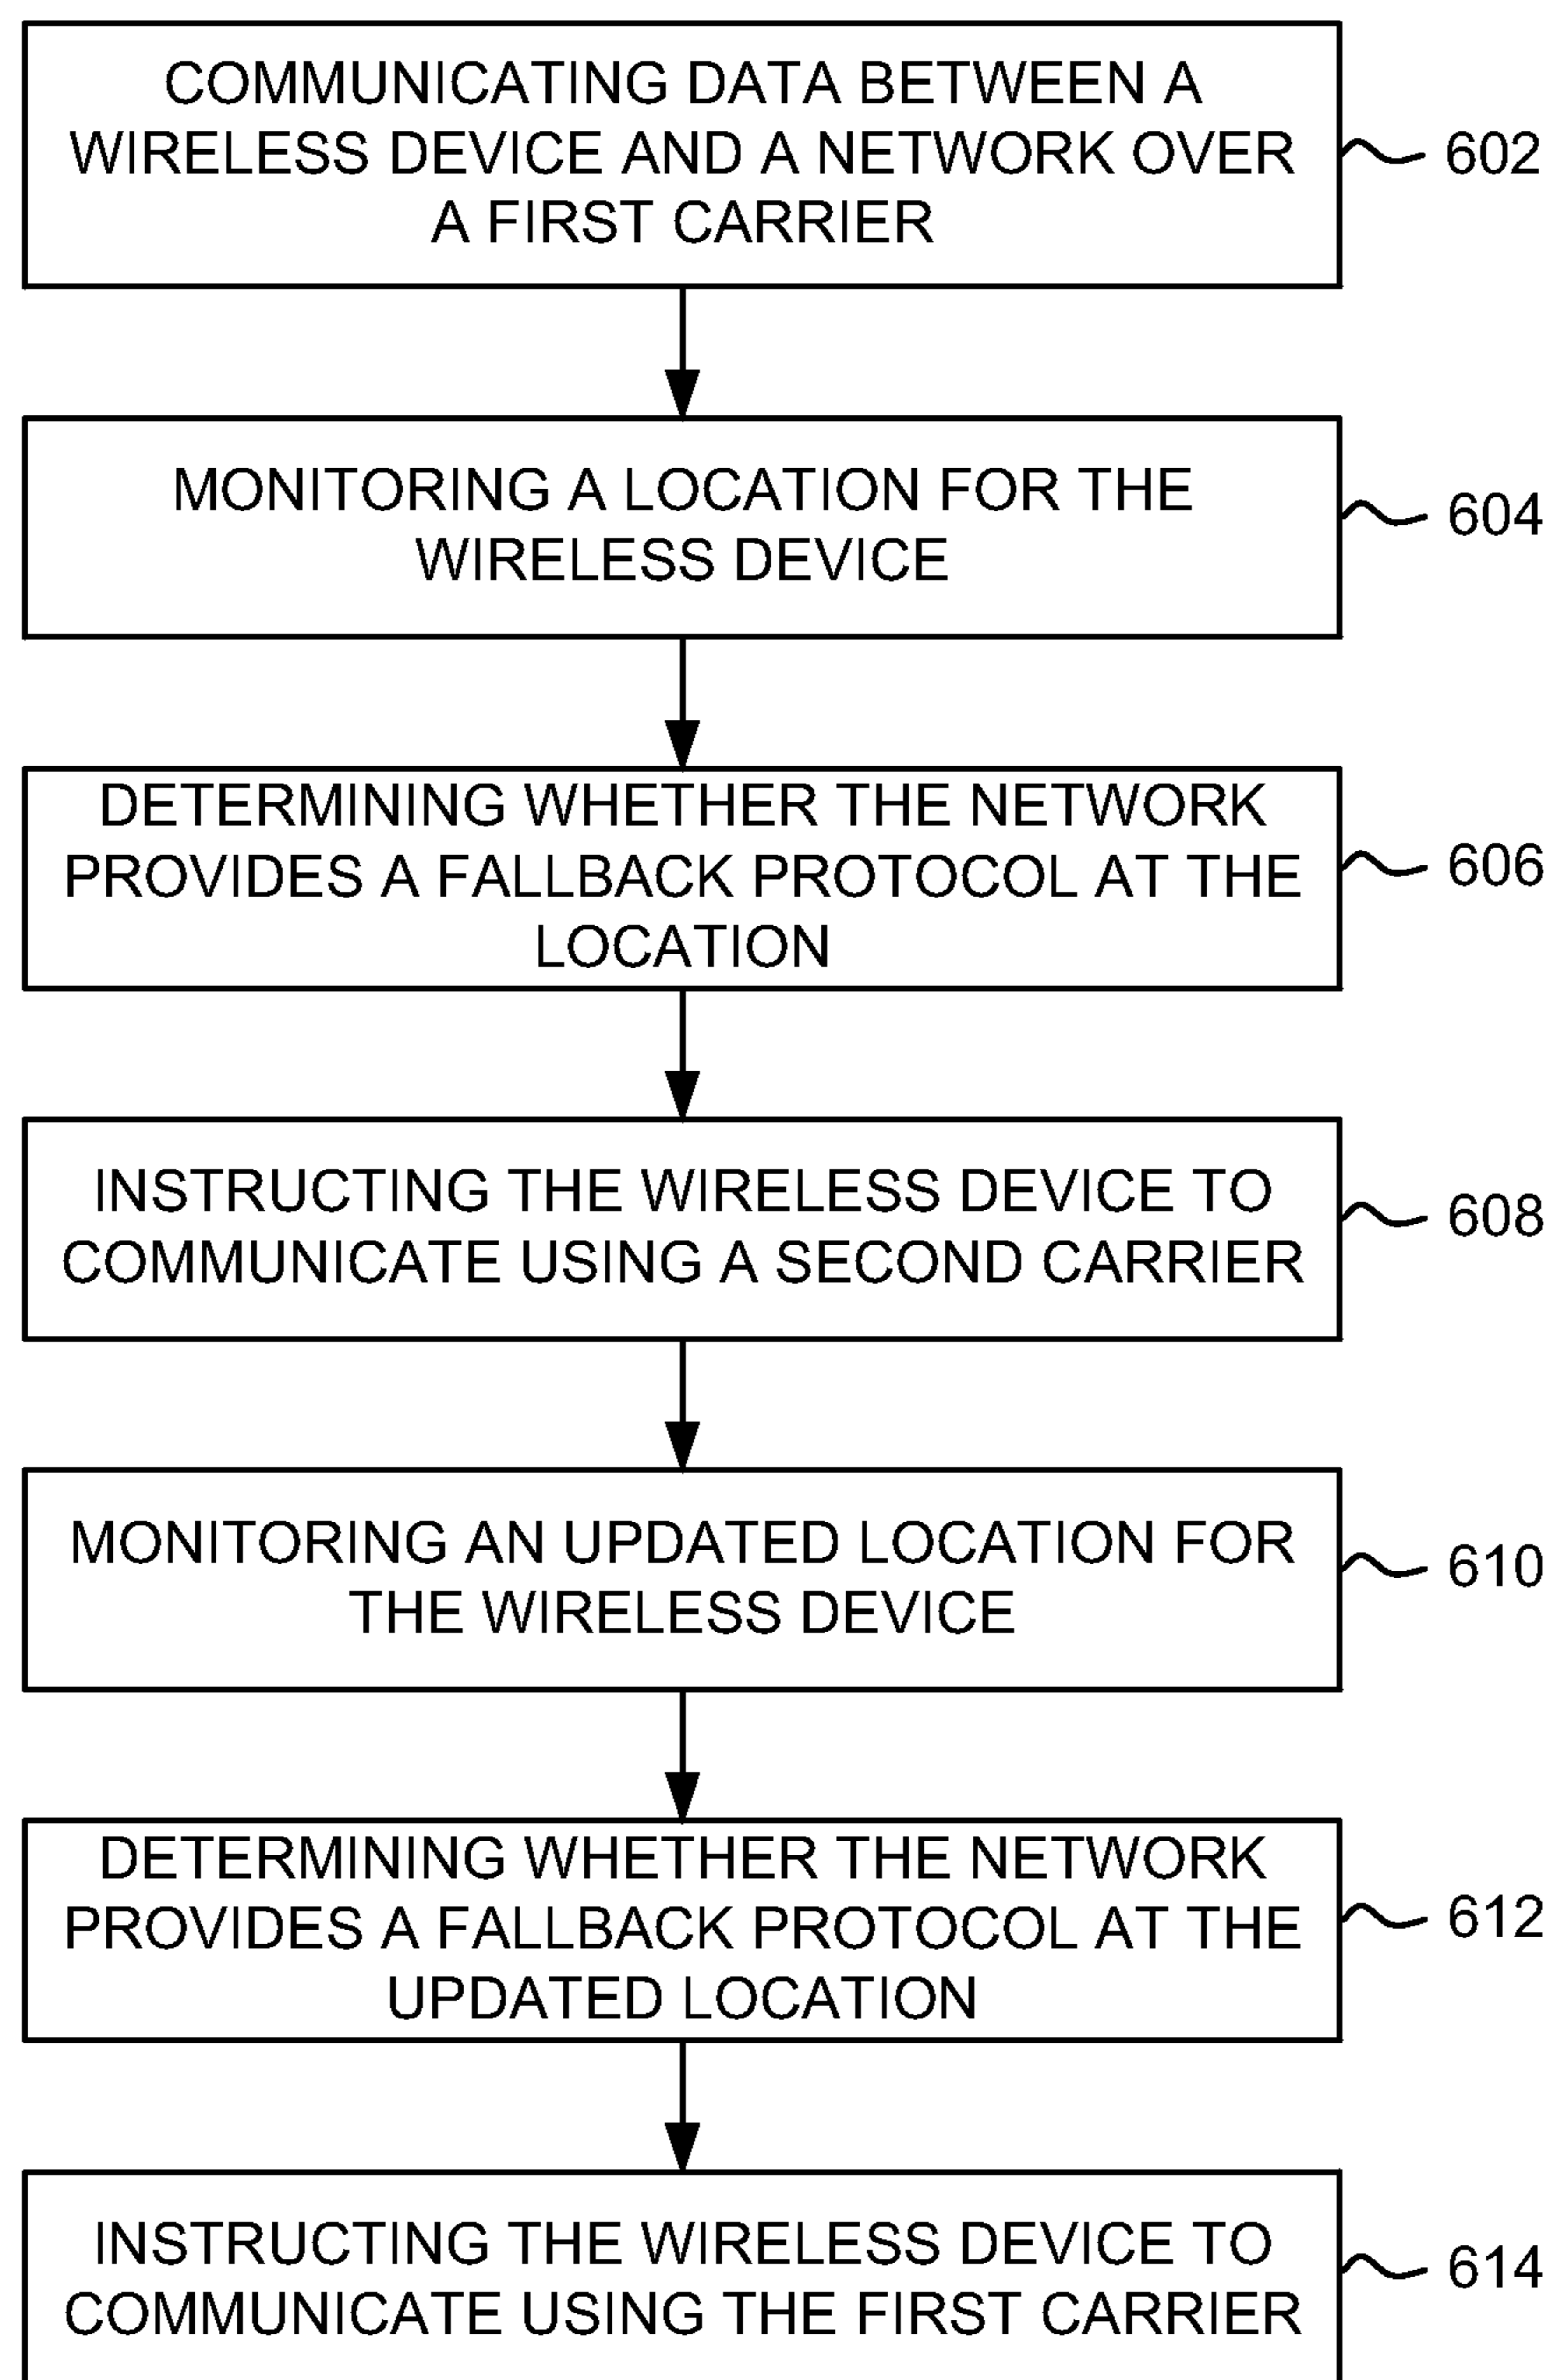 COMMUNICATING DATA BETWEEN A
WIRELESS DEVICE AND A NETWORK OVER
A FIRST CARRIER
602
MONITORING A LOCATION FOR THE
WIRELESS DEVICE
604
DETERMINING WHETHER THE NETWORK
PROVIDES A FALLBACK PROTOCOL AT THE
LOCATION
606
INSTRUCTING THE WIRELESS DEVICE TO
COMMUNICATE USING A SECOND CARRIER
608
MONITORING AN UPDATED LOCATION FOR
THE WIRELESS DEVICE
610
DETERMINING WHETHER THE NETWORK
PROVIDES A FALLBACK PROTOCOL AT THE
UPDATED LOCATION
612
INSTRUCTING THE WIRELESS DEVICE TO
COMMUNICATE USING THE FIRST CARRIER
614